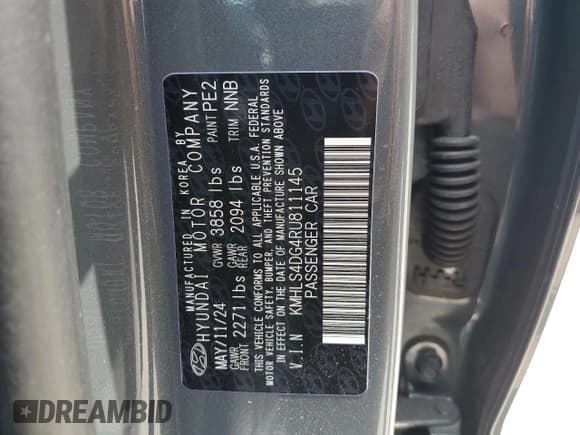 MANUFACTURED IN KOREA BY
HYUNDAI MOTOR COMPANY
MAY/11/24 GVWR 3858 lbs PAINT PE2
GAWR FRONT 2271 lbs GAWR REAR 2094 lbs TRIM NNB
THIS VEHICLE CONFORMS TO ALL APPLICABLE U.S.A. FEDERAL
MOTOR VEHICLE SAFETY, BUMPER, AND THEFT PREVENTION STANDARDS
IN EFFECT ON THE DATE OF MANUFACTURE SHOWN ABOVE
V.I.N KMHLS4DG4RU811145
PASSENGER CAR
DREAMBID